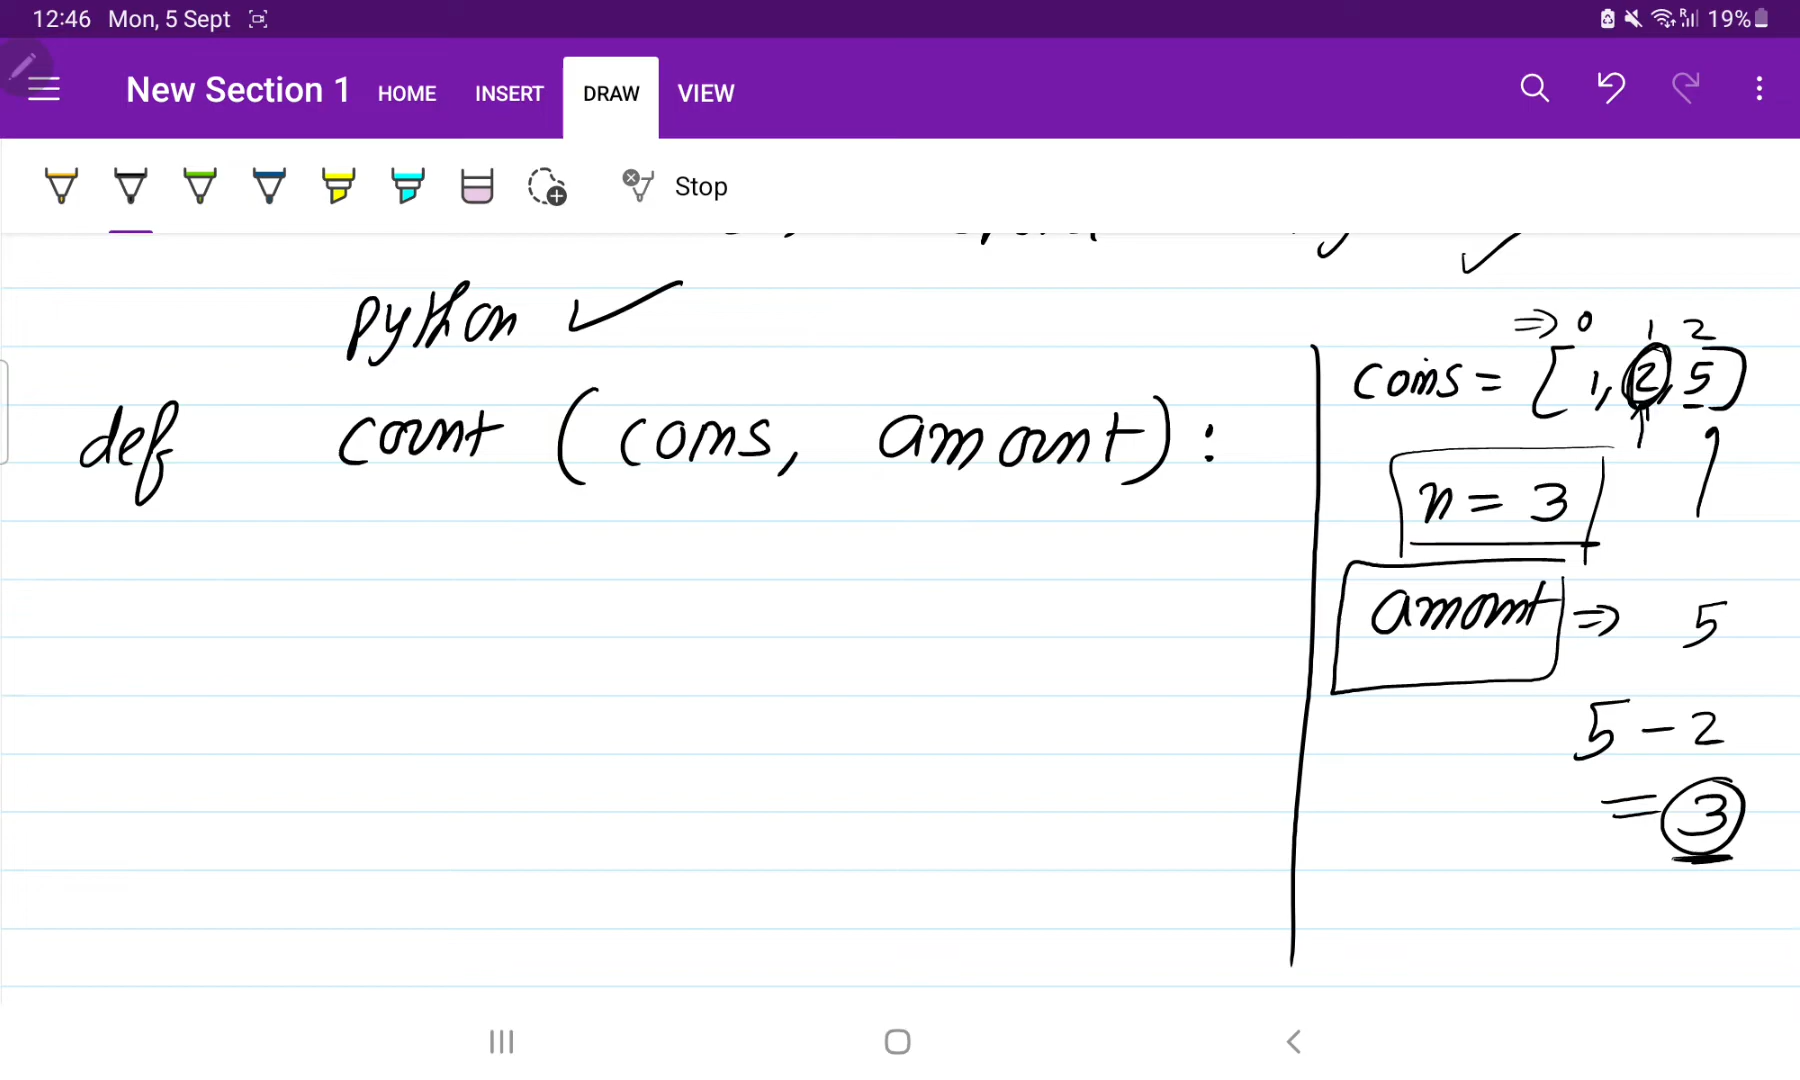 12:46 Mon, 5 Sept 19%
New Section 1 HOME INSERT DRAW VIEW
Stop
python
def count (coins, amount):
⇒ 0 1 2
coins = [1, 2, 5]
n = 3
amount ⇒ 5
5 - 2
= 3